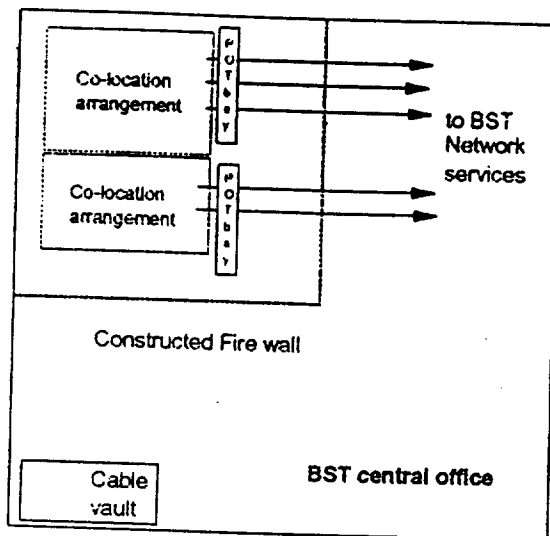 Co-location
arrangement
POT bay
to BST
Network
services
Co-location
arrangement
POT bay
Constructed Fire wall
Cable
vault
BST central office